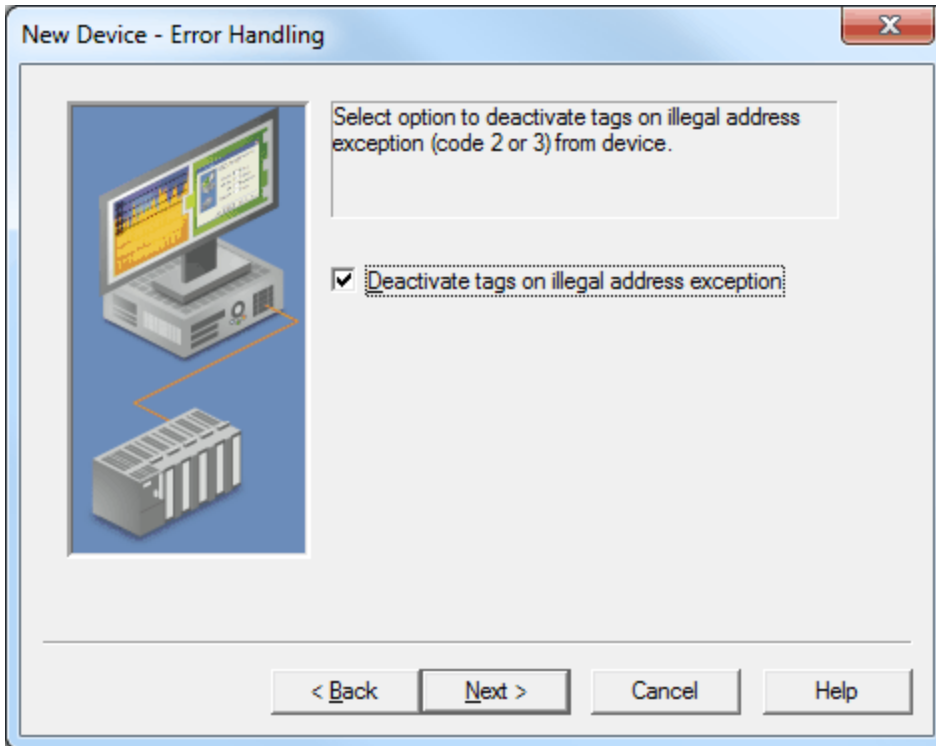 New Device - Error Handling
Select option to deactivate tags on illegal address
exception (code 2 or 3) from device.
Deactivate tags on illegal address exception
< Back
Next >
Cancel
Help